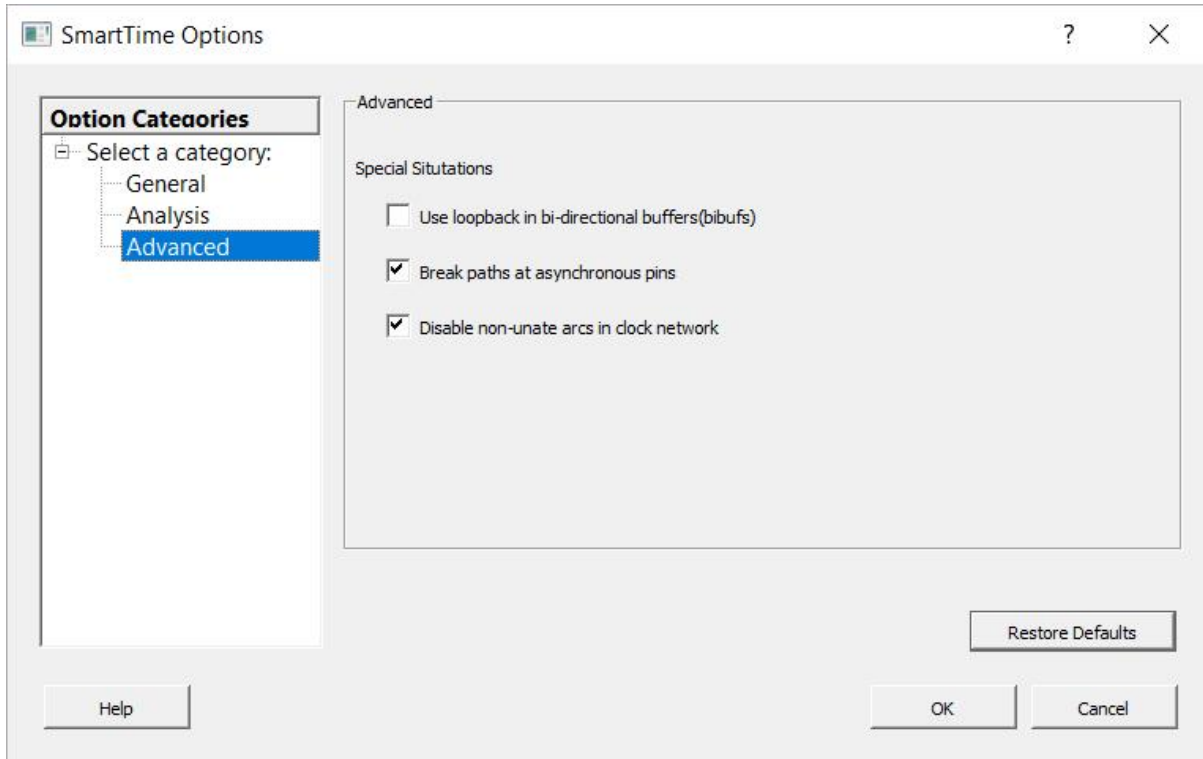 SmartTime Options
?
Option Categories
Select a category:
General
Analysis
Advanced
Advanced
Special Situtations
Use loopback in bi-directional buffers(bibufs)
Break paths at asynchronous pins
Disable non-unate arcs in clock network
Restore Defaults
Help
OK
Cancel